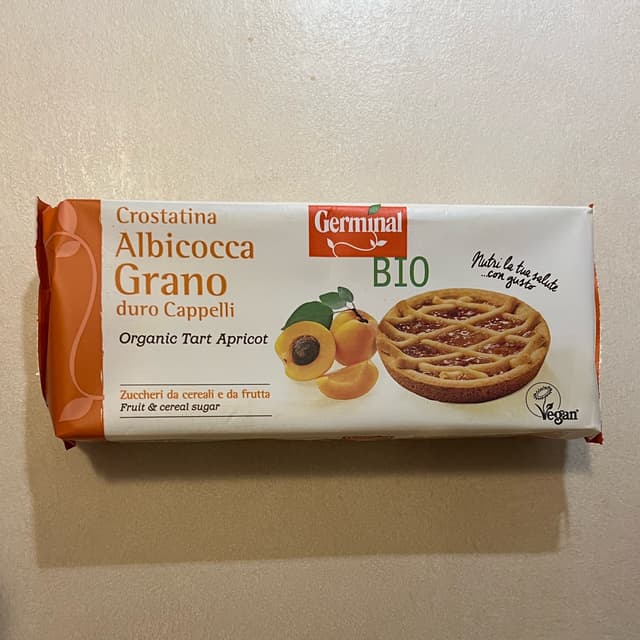 Crostatina
Albicocca
Grano
duro Cappelli
Organic Tart Apricot
Zuccheri da cereali e da frutta
Fruit & cereal sugar
Germinal
BIO
Nutri la tua salute
...con gusto
Vegan